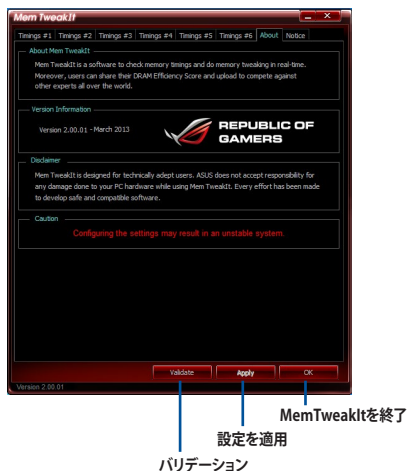 Mem TweakIt
Timings #1 Timings #2 Timings #3 Timings #4 Timings #5 Timings #6 About Notice
About Mem TweakIt
Mem TweakIt is a software to check memory timings and do memory tweaking in real-time.
Moreover, users can share their DRAM Efficiency Score and upload to compete against
other experts all over the world.
Version Information
Version 2.00.01 - March 2013
REPUBLIC OF
GAMERS
Disclaimer
Mem TweakIt is designed for technically adept users. ASUS does not accept responsibility for
any damage done to your PC hardware while using Mem TweakIt. Every effort has been made
to develop safe and compatible software.
Caution
Configuring the settings may result in an unstable system
Validate Apply OK
Version 2.00.01
MemTweakItを終了
設定を適用
バリデーション